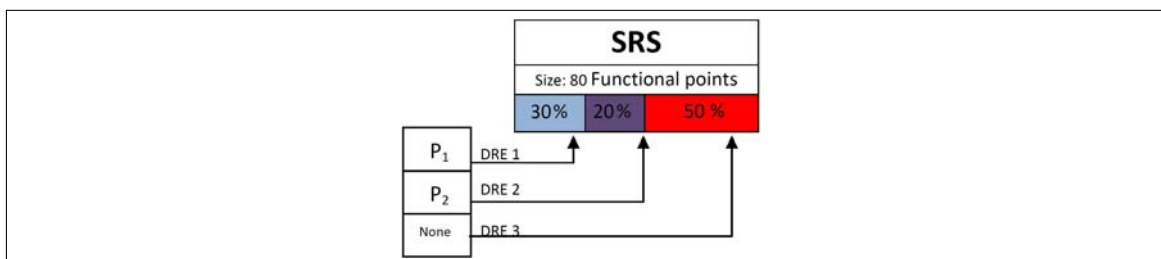 SRS
Size: 80 Functional points
30% 20% 50 %
P1 DRE 1
P2 DRE 2
None DRE 3